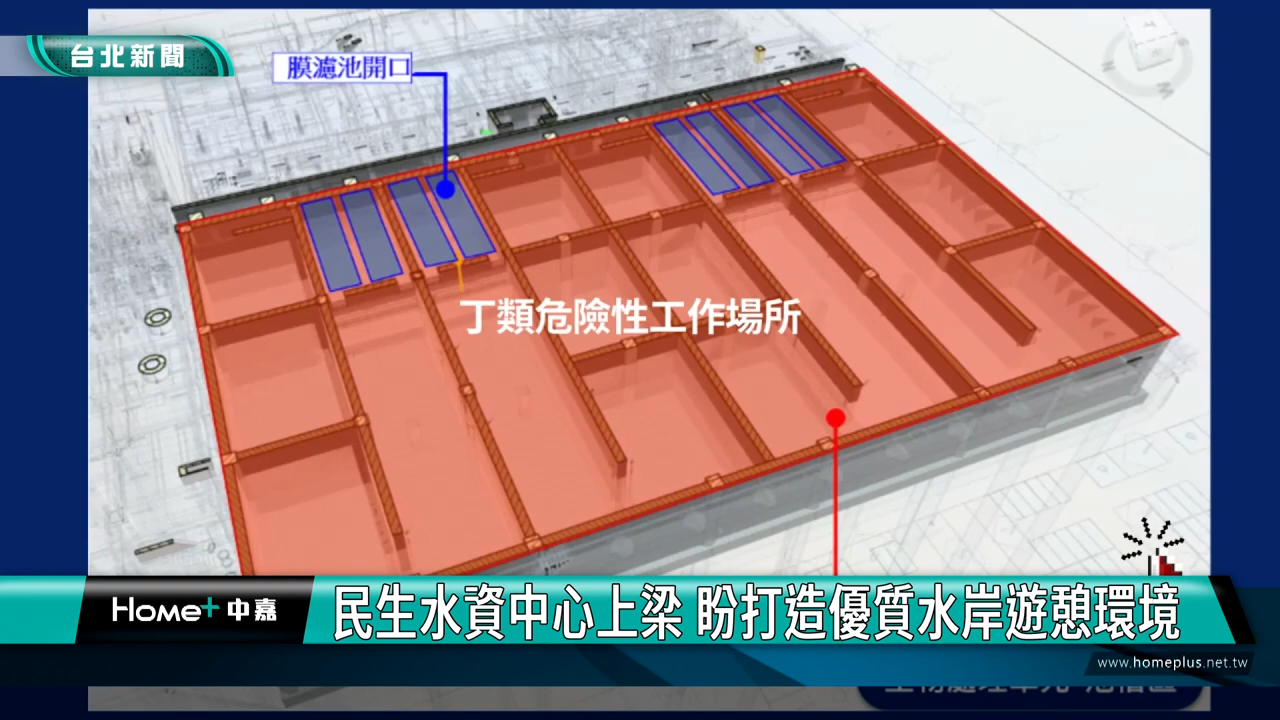 台北新聞
膜濾池開口
丁類危險性工作場所
Home+ 中嘉
民生水資中心上梁 盼打造優質水岸遊憩環境
www.homeplus.net.tw